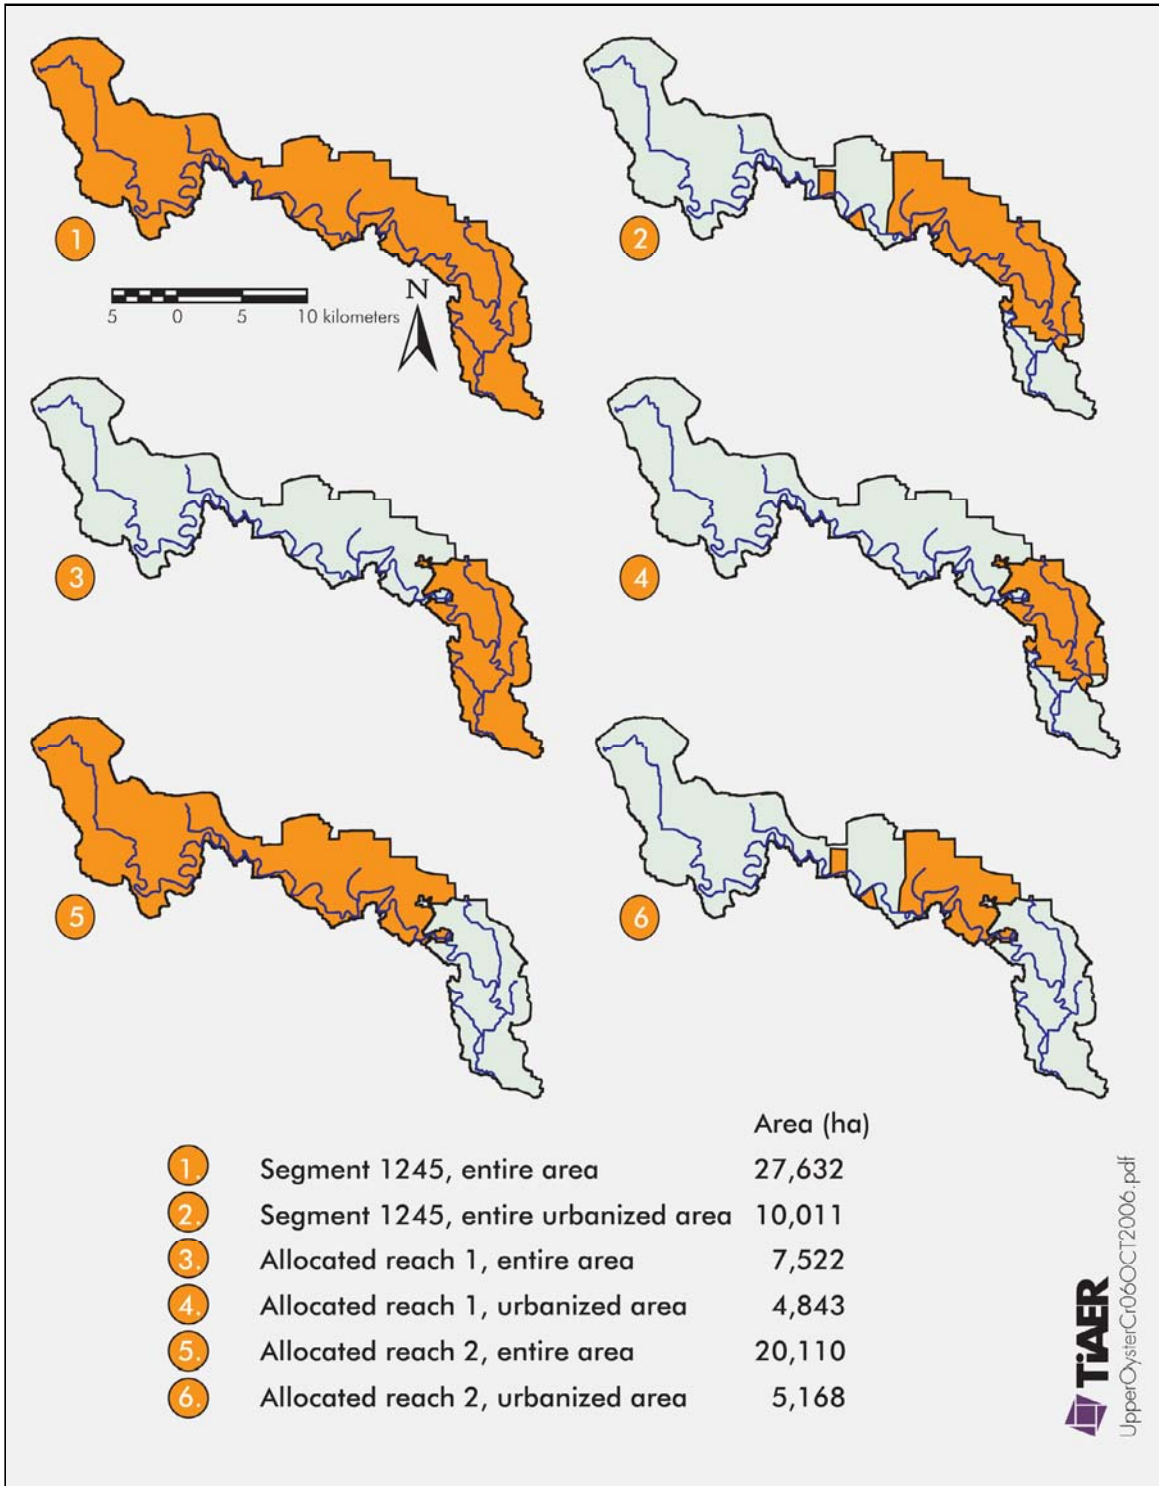 1
2
N
5 0 5 10 kilometers
3
4
5
6
Area (ha)
1. Segment 1245, entire area 27,632
2. Segment 1245, entire urbanized area 10,011
3. Allocated reach 1, entire area 7,522
4. Allocated reach 1, urbanized area 4,843
5. Allocated reach 2, entire area 20,110
6. Allocated reach 2, urbanized area 5,168
TiAER
UpperOysterCr06OCT2006.pdf